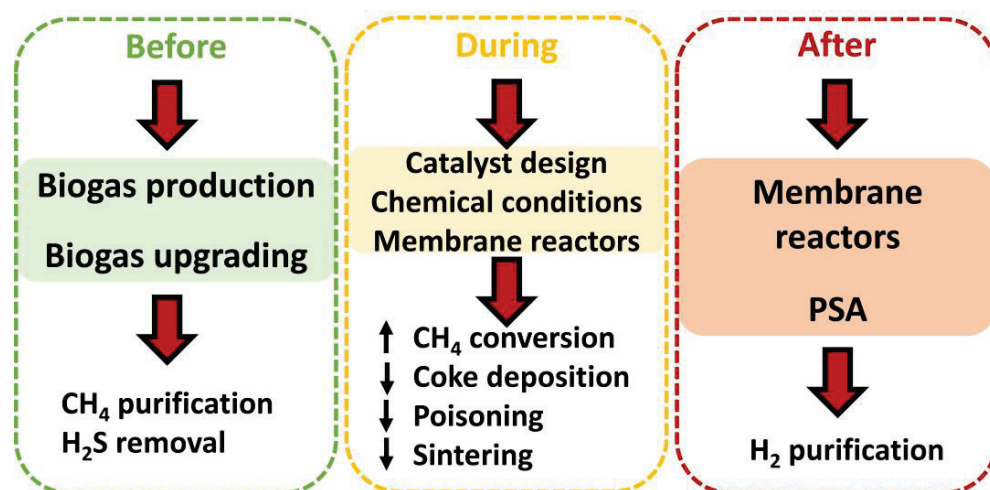 Before
Biogas production
Biogas upgrading
CH₄ purification
H₂S removal
During
Catalyst design
Chemical conditions
Membrane reactors
↑ CH₄ conversion
↓ Coke deposition
↓ Poisoning
↓ Sintering
After
Membrane
reactors
PSA
H₂ purification